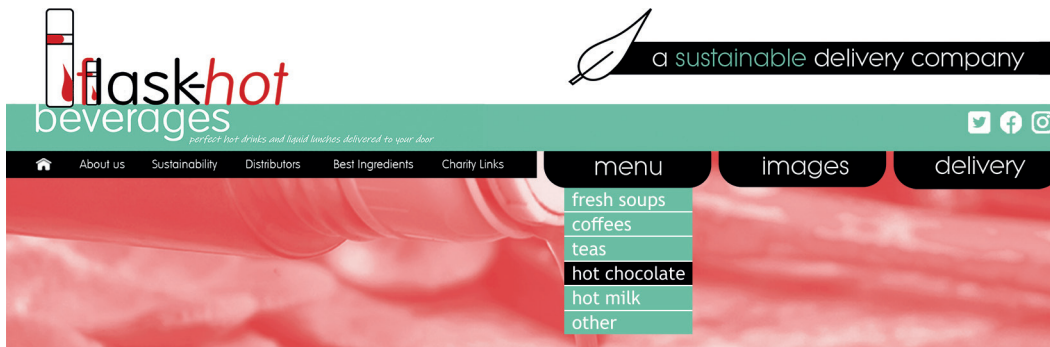 flask-hot
a sustainable delivery company
beverages
perfect hot drinks and liquid lunches delivered to your door
About us
Sustainability
Distributors
Best Ingredients
Charity Links
menu
images
delivery
fresh soups
coffees
teas
hot chocolate
hot milk
other